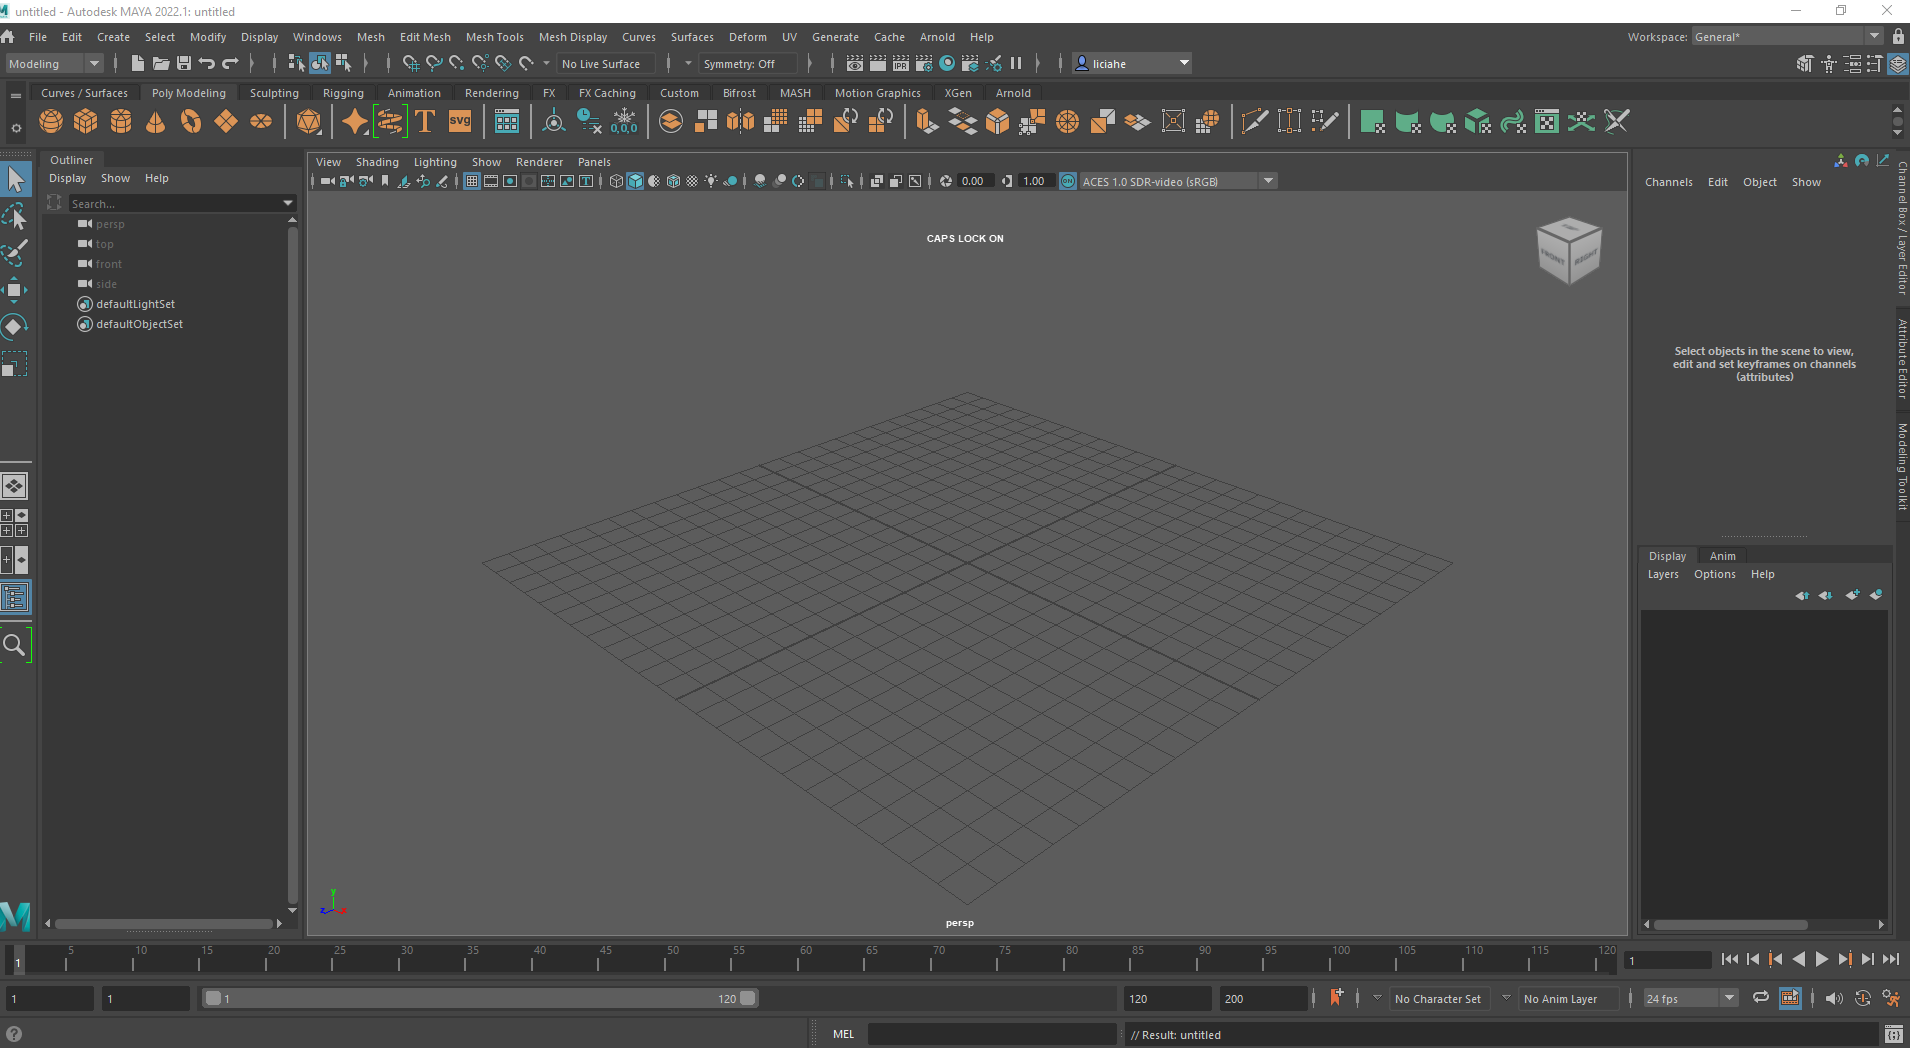 untitled - Autodesk MAYA 2022.1: untitled
File Edit Create Select Modify Display Windows Mesh Edit Mesh Mesh Tools Mesh Display Curves Surfaces Deform UV Generate Cache Arnold Help Workspace: General*
Modeling No Live Surface Symmetry: Off IPR liciahe
Curves / Surfaces Poly Modeling Sculpting Rigging Animation Rendering FX FX Caching Custom Bifrost MASH Motion Graphics XGen Arnold
T SVG 0,0,0
Outliner
Display Show Help
Search...
persp
top
front
side
defaultLightSet
defaultObjectSet
View Shading Lighting Show Renderer Panels
0.00 1.00 ON ACES 1.0 SDR-video (sRGB)
CAPS LOCK ON
TOP
FRONT RIGHT
y
z x
persp
Channels Edit Object Show
Select objects in the scene to view,
edit and set keyframes on channels
(attributes)
Channel Box / Layer Editor
Attribute Editor
Modeling Toolkit
Display Anim
Layers Options Help
1 5 10 15 20 25 30 35 40 45 50 55 60 65 70 75 80 85 90 95 100 105 110 115 120 1
1 1 1 120 120 200 No Character Set No Anim Layer 24 fps
MEL // Result: untitled